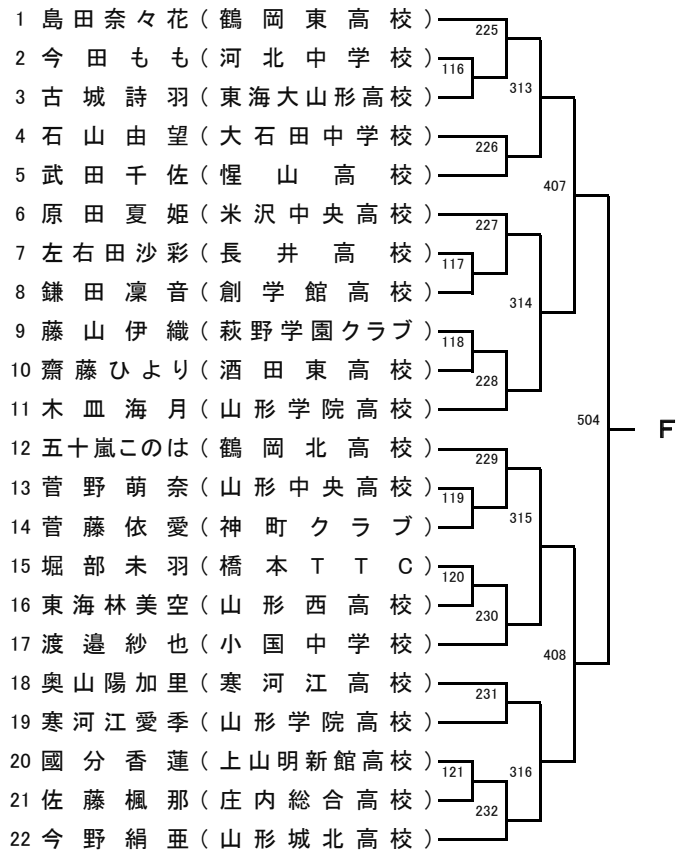 1 島田奈々花(鶴岡東高校) 225
2 今田もも(河北中学校) 116
313
3 古城詩羽(東海大山形高校)
4 石山由望(大石田中学校) 226
5 武田千佐(惺山高校)
407
6 原田夏姫(米沢中央高校) 227
7 左右田沙彩(長井高校) 117
8 鎌田凜音(創学館高校) 314
9 藤山伊織(萩野学園クラブ) 118
10 齋藤ひより(酒田東高校) 228
11 木皿海月(山形学院高校)
504 F
12 五十嵐このは(鶴岡北高校) 229
13 菅野萌奈(山形中央高校) 119
315
14 菅藤依愛(神町クラブ)
15 堀部未羽(橋本TTC) 120
16 東海林美空(山形西高校) 230
17 渡邉紗也(小国中学校) 408
18 奥山陽加里(寒河江高校) 231
19 寒河江愛季(山形学院高校)
20 國分香蓮(上山明新館高校) 121 316
21 佐藤楓那(庄内総合高校) 232
22 今野絹亜(山形城北高校)